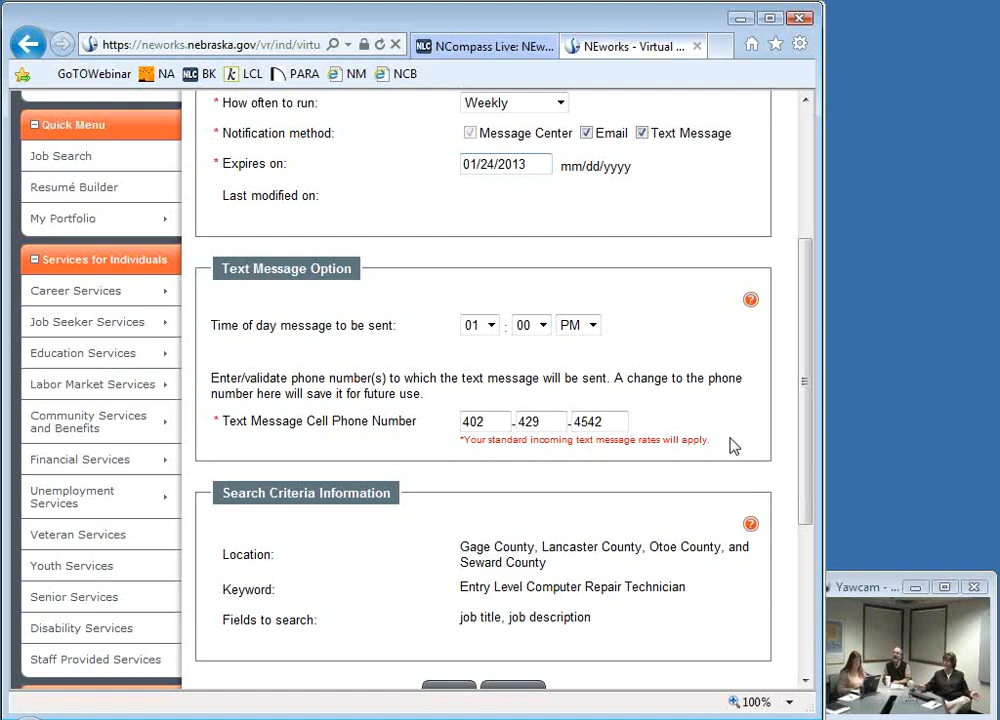 https://neworks.nebraska.gov/vr/ind/virtu
NLC NCompass Live: NEw...
NEworks - Virtual ...
GoTOWebinar NA NLC BK k LCL PARA NM NCB
Quick Menu
Job Search
Resumé Builder
My Portfolio
Services for Individuals
Career Services
Job Seeker Services
Education Services
Labor Market Services
Community Services
and Benefits
Financial Services
Unemployment
Services
Veteran Services
Youth Services
Senior Services
Disability Services
Staff Provided Services
* How often to run: Weekly
* Notification method: Message Center Email Text Message
* Expires on: 01/24/2013 mm/dd/yyyy
Last modified on:
Text Message Option
?
Time of day message to be sent: 01 : 00 PM
Enter/validate phone number(s) to which the text message will be sent. A change to the phone
number here will save it for future use.
* Text Message Cell Phone Number 402 - 429 - 4542
*Your standard incoming text message rates will apply.
Search Criteria Information
?
Location: Gage County, Lancaster County, Otoe County, and
Seward County
Keyword: Entry Level Computer Repair Technician
Fields to search: job title, job description
100%
Yawcam - ...